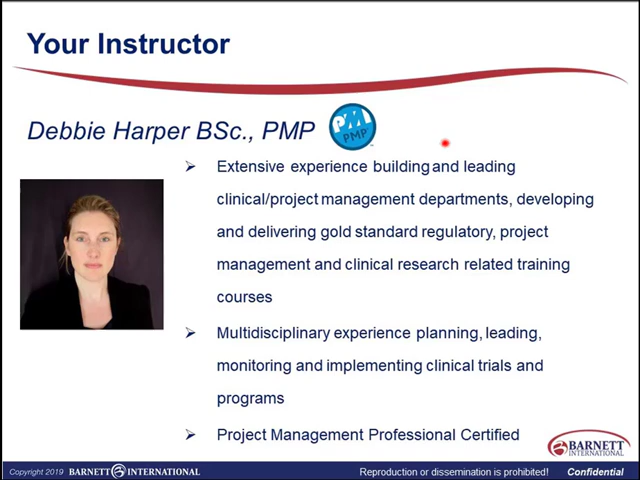 Your Instructor
Debbie Harper BSc., PMP
PMI
PMP
Extensive experience building and leading
clinical/project management departments, developing
and delivering gold standard regulatory, project
management and clinical research related training
courses
Multidisciplinary experience planning, leading,
monitoring and implementing clinical trials and
programs
Project Management Professional Certified
BARNETT
INTERNATIONAL
Copyright 2019 BARNETT INTERNATIONAL Reproduction or dissemination is prohibited! Confidential